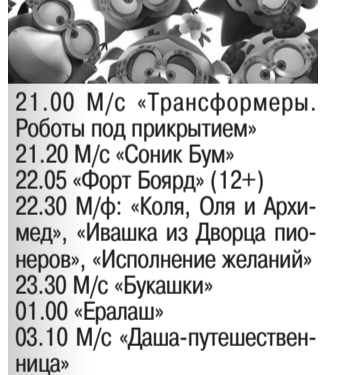 21.00 М/с «Трансформеры.
Роботы под прикрытием»
21.20 М/с «Соник Бум»
22.05 «Форт Боярд» (12+)
22.30 М/ф: «Коля, Оля и Архи-
мед», «Ивашка из Дворца пио-
неров», «Исполнение желаний»
23.30 М/с «Букашки»
01.00 «Ералаш»
03.10 М/с «Даша-путешествен-
ница»